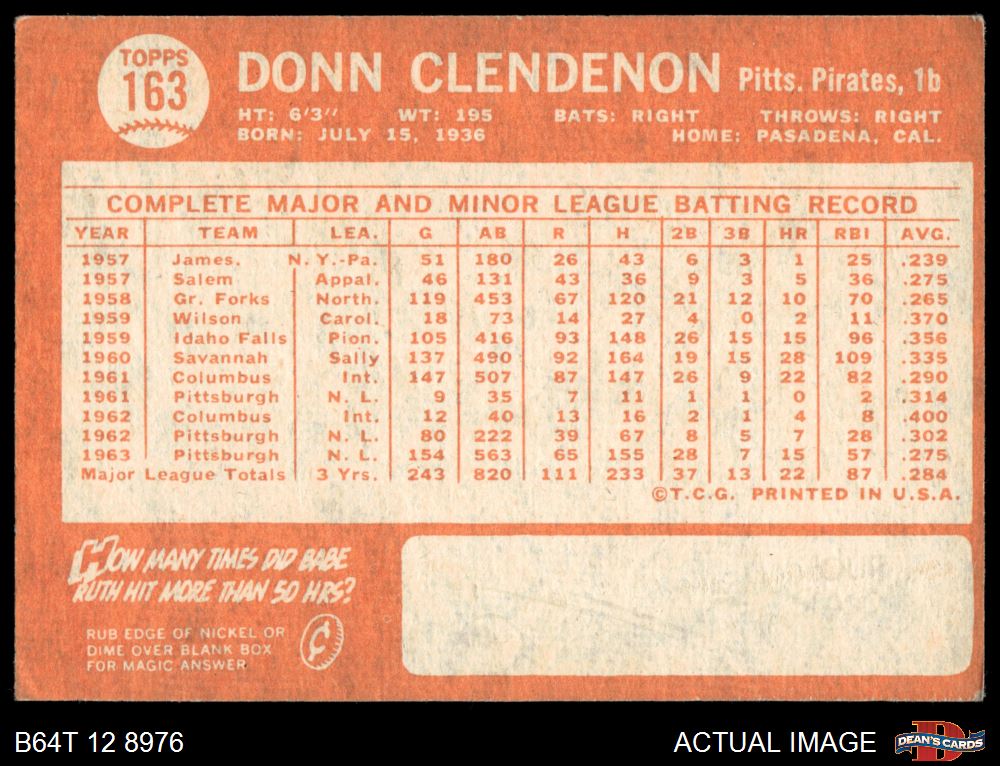 TOPPS
163
DONN CLENDENON Pitts. Pirates, 1b
HT: 6'3" WT: 195 BATS: RIGHT THROWS: RIGHT
BORN: JULY 15, 1936 HOME: PASADENA, CAL.
COMPLETE MAJOR AND MINOR LEAGUE BATTING RECORD
YEAR TEAM LEA. G AB R H 2B 3B HR RBI AVG.
1957 James. N.Y.-Pa. 51 180 26 43 6 3 1 25 .239
1957 Salem Appal. 46 131 43 36 9 3 5 36 .275
1958 Gr. Forks North. 119 453 67 120 21 12 10 70 .265
1959 Wilson Carol. 18 73 14 27 4 0 2 11 .370
1959 Idaho Falls Pion. 105 416 93 148 26 15 15 96 .356
1960 Savannah Sally 137 490 92 164 19 15 28 109 .335
1961 Columbus Int. 147 507 87 147 26 9 22 82 .290
1961 Pittsburgh N. L. 9 35 7 11 1 1 0 2 .314
1962 Columbus Int. 12 40 13 16 2 1 4 8 .400
1962 Pittsburgh N. L. 80 222 39 67 8 5 7 28 .302
1963 Pittsburgh N. L. 154 563 65 155 28 7 15 57 .275
Major League Totals 3 Yrs. 243 820 111 233 37 13 22 87 .284
©T.C.G. PRINTED IN U.S.A.
HOW MANY TIMES DID BABE
RUTH HIT MORE THAN 50 HRS?
RUB EDGE OF NICKEL OR
DIME OVER BLANK BOX
FOR MAGIC ANSWER
¢
B64T 12 8976 ACTUAL IMAGE DEAN'S CARDS